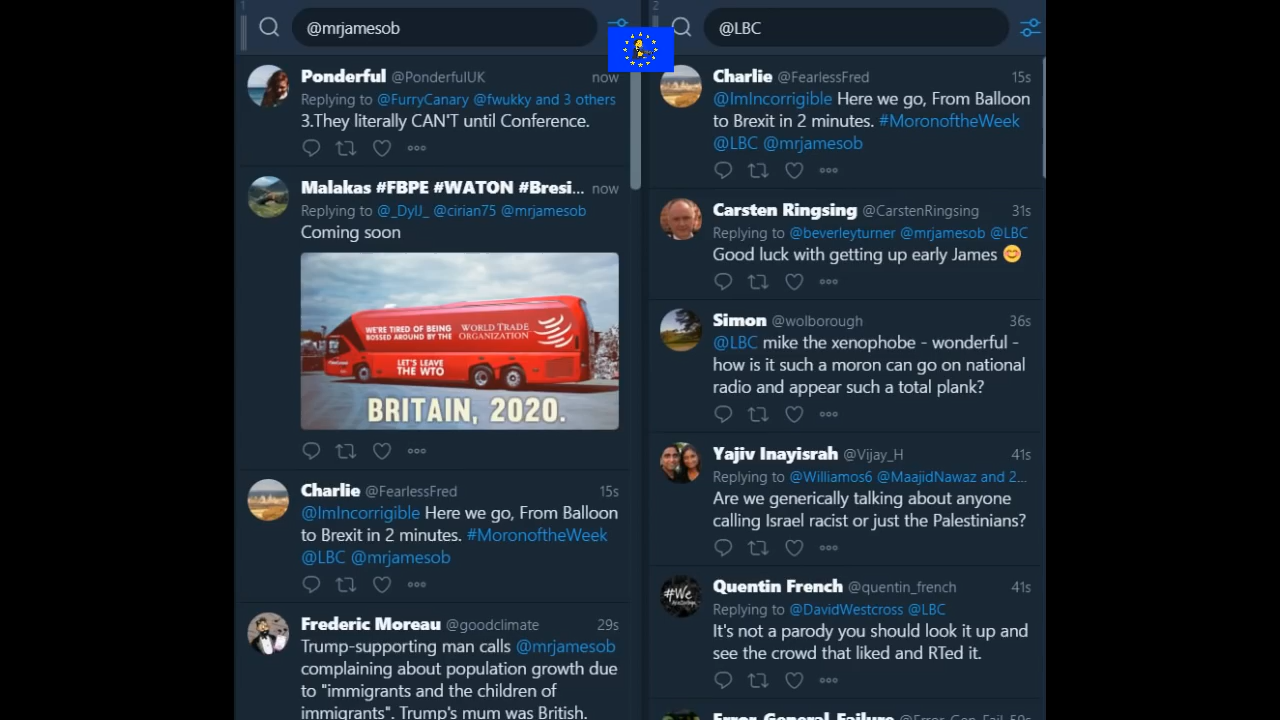 1
@mrjamesob
Ponderful @PonderfulUK now
Replying to @FurryCanary @fwukky and 3 others
3.They literally CAN'T until Conference.
Malakas #FBPE #WATON #Bresi... now
Replying to @_DyIJ_ @cirian75 @mrjamesob
Coming soon
WE'RE TIRED OF BEING
BOSSED AROUND BY THE
WORLD TRADE
ORGANIZATION
LET'S LEAVE
THE WTO
BRITAIN, 2020.
Charlie @FearlessFred 15s
@ImIncorrigible Here we go, From Balloon
to Brexit in 2 minutes. #MoronoftheWeek
@LBC @mrjamesob
Frederic Moreau @goodclimate 29s
Trump-supporting man calls @mrjamesob
complaining about population growth due
to "immigrants and the children of
immigrants". Trump's mum was British.
2
@LBC
Charlie @FearlessFred 15s
@ImIncorrigible Here we go, From Balloon
to Brexit in 2 minutes. #MoronoftheWeek
@LBC @mrjamesob
Carsten Ringsing @CarstenRingsing 31s
Replying to @beverleyturner @mrjamesob @LBC
Good luck with getting up early James 😊
Simon @wolborough 36s
@LBC mike the xenophobe - wonderful -
how is it such a moron can go on national
radio and appear such a total plank?
Yajiv Inayisrah @Vijay_H 41s
Replying to @Williamos6 @MaajidNawaz and 2...
Are we generically talking about anyone
calling Israel racist or just the Palestinians?
Quentin French @quentin_french 41s
#We
Replying to @DavidWestcross @LBC
It's not a parody you should look it up and
see the crowd that liked and RTed it.
Error_General_Failure @Error_Gen_Fail 59s